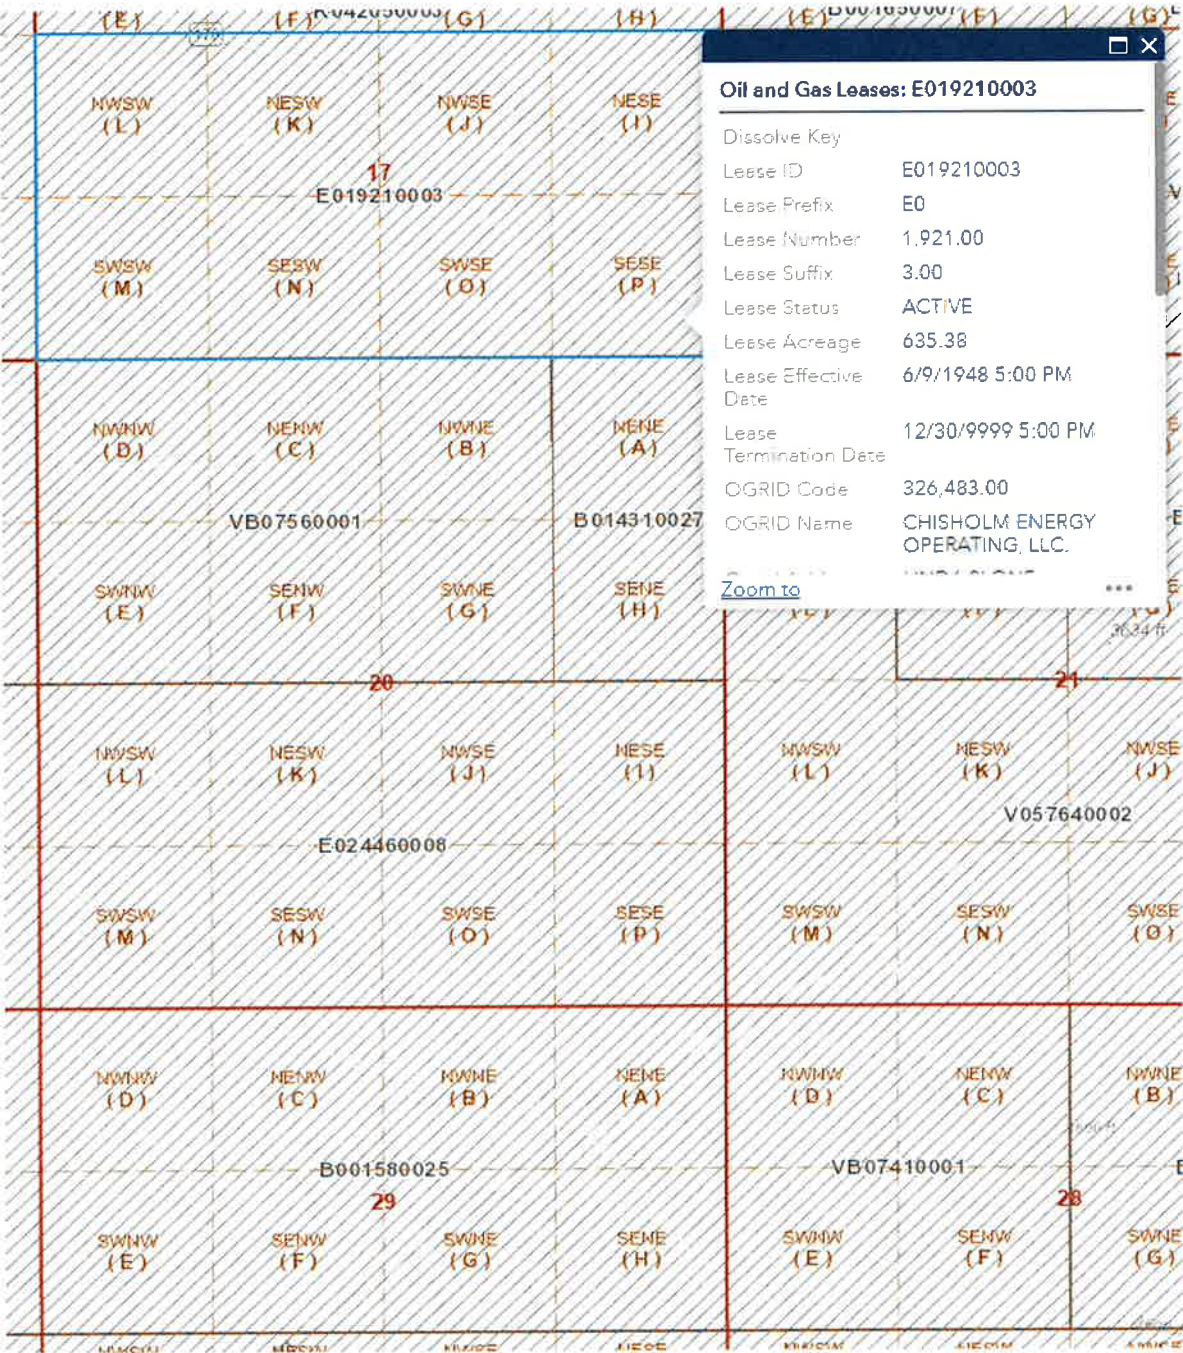 (E) (F) K042050003 (G) (H) (E) B001650007 (F) (G)
Oil and Gas Leases: E019210003
Dissolve Key
Lease ID E019210003
Lease Prefix E0
Lease Number 1,921.00
Lease Suffix 3.00
Lease Status ACTIVE
Lease Acreage 635.38
Lease Effective Date 6/9/1948 5:00 PM
Lease Termination Date 12/30/9999 5:00 PM
OGRID Code 326,483.00
OGRID Name CHISHOLM ENERGY
OPERATING, LLC.
Zoom to
NWSW NESW NWSE NESE
(L) (K) (J) (I)
17
E019210003
SWSW SESW SWSE SESE
(M) (N) (O) (P)
NWNW NENW NWNE NENE
(D) (C) (B) (A)
VB07560001 B014310027
SWNW SENW SWNE SENE
(E) (F) (G) (H)
3634 ft
20 21
NWSW NESW NWSE NESE NWSW NESW NWSE
(L) (K) (J) (I) (L) (K) (J)
V057640002
E024460008
SWSW SESW SWSE SESE SWSW SESW SWSE
(M) (N) (O) (P) (M) (N) (O)
NWNW NENW NWNE NENE NWNW NENW NWNE
(D) (C) (B) (A) (D) (C) (B)
B001580025 VB07410001
29 28
SWNW SENW SWNE SENE SWNW SENW SWNE
(E) (F) (G) (H) (E) (F) (G)